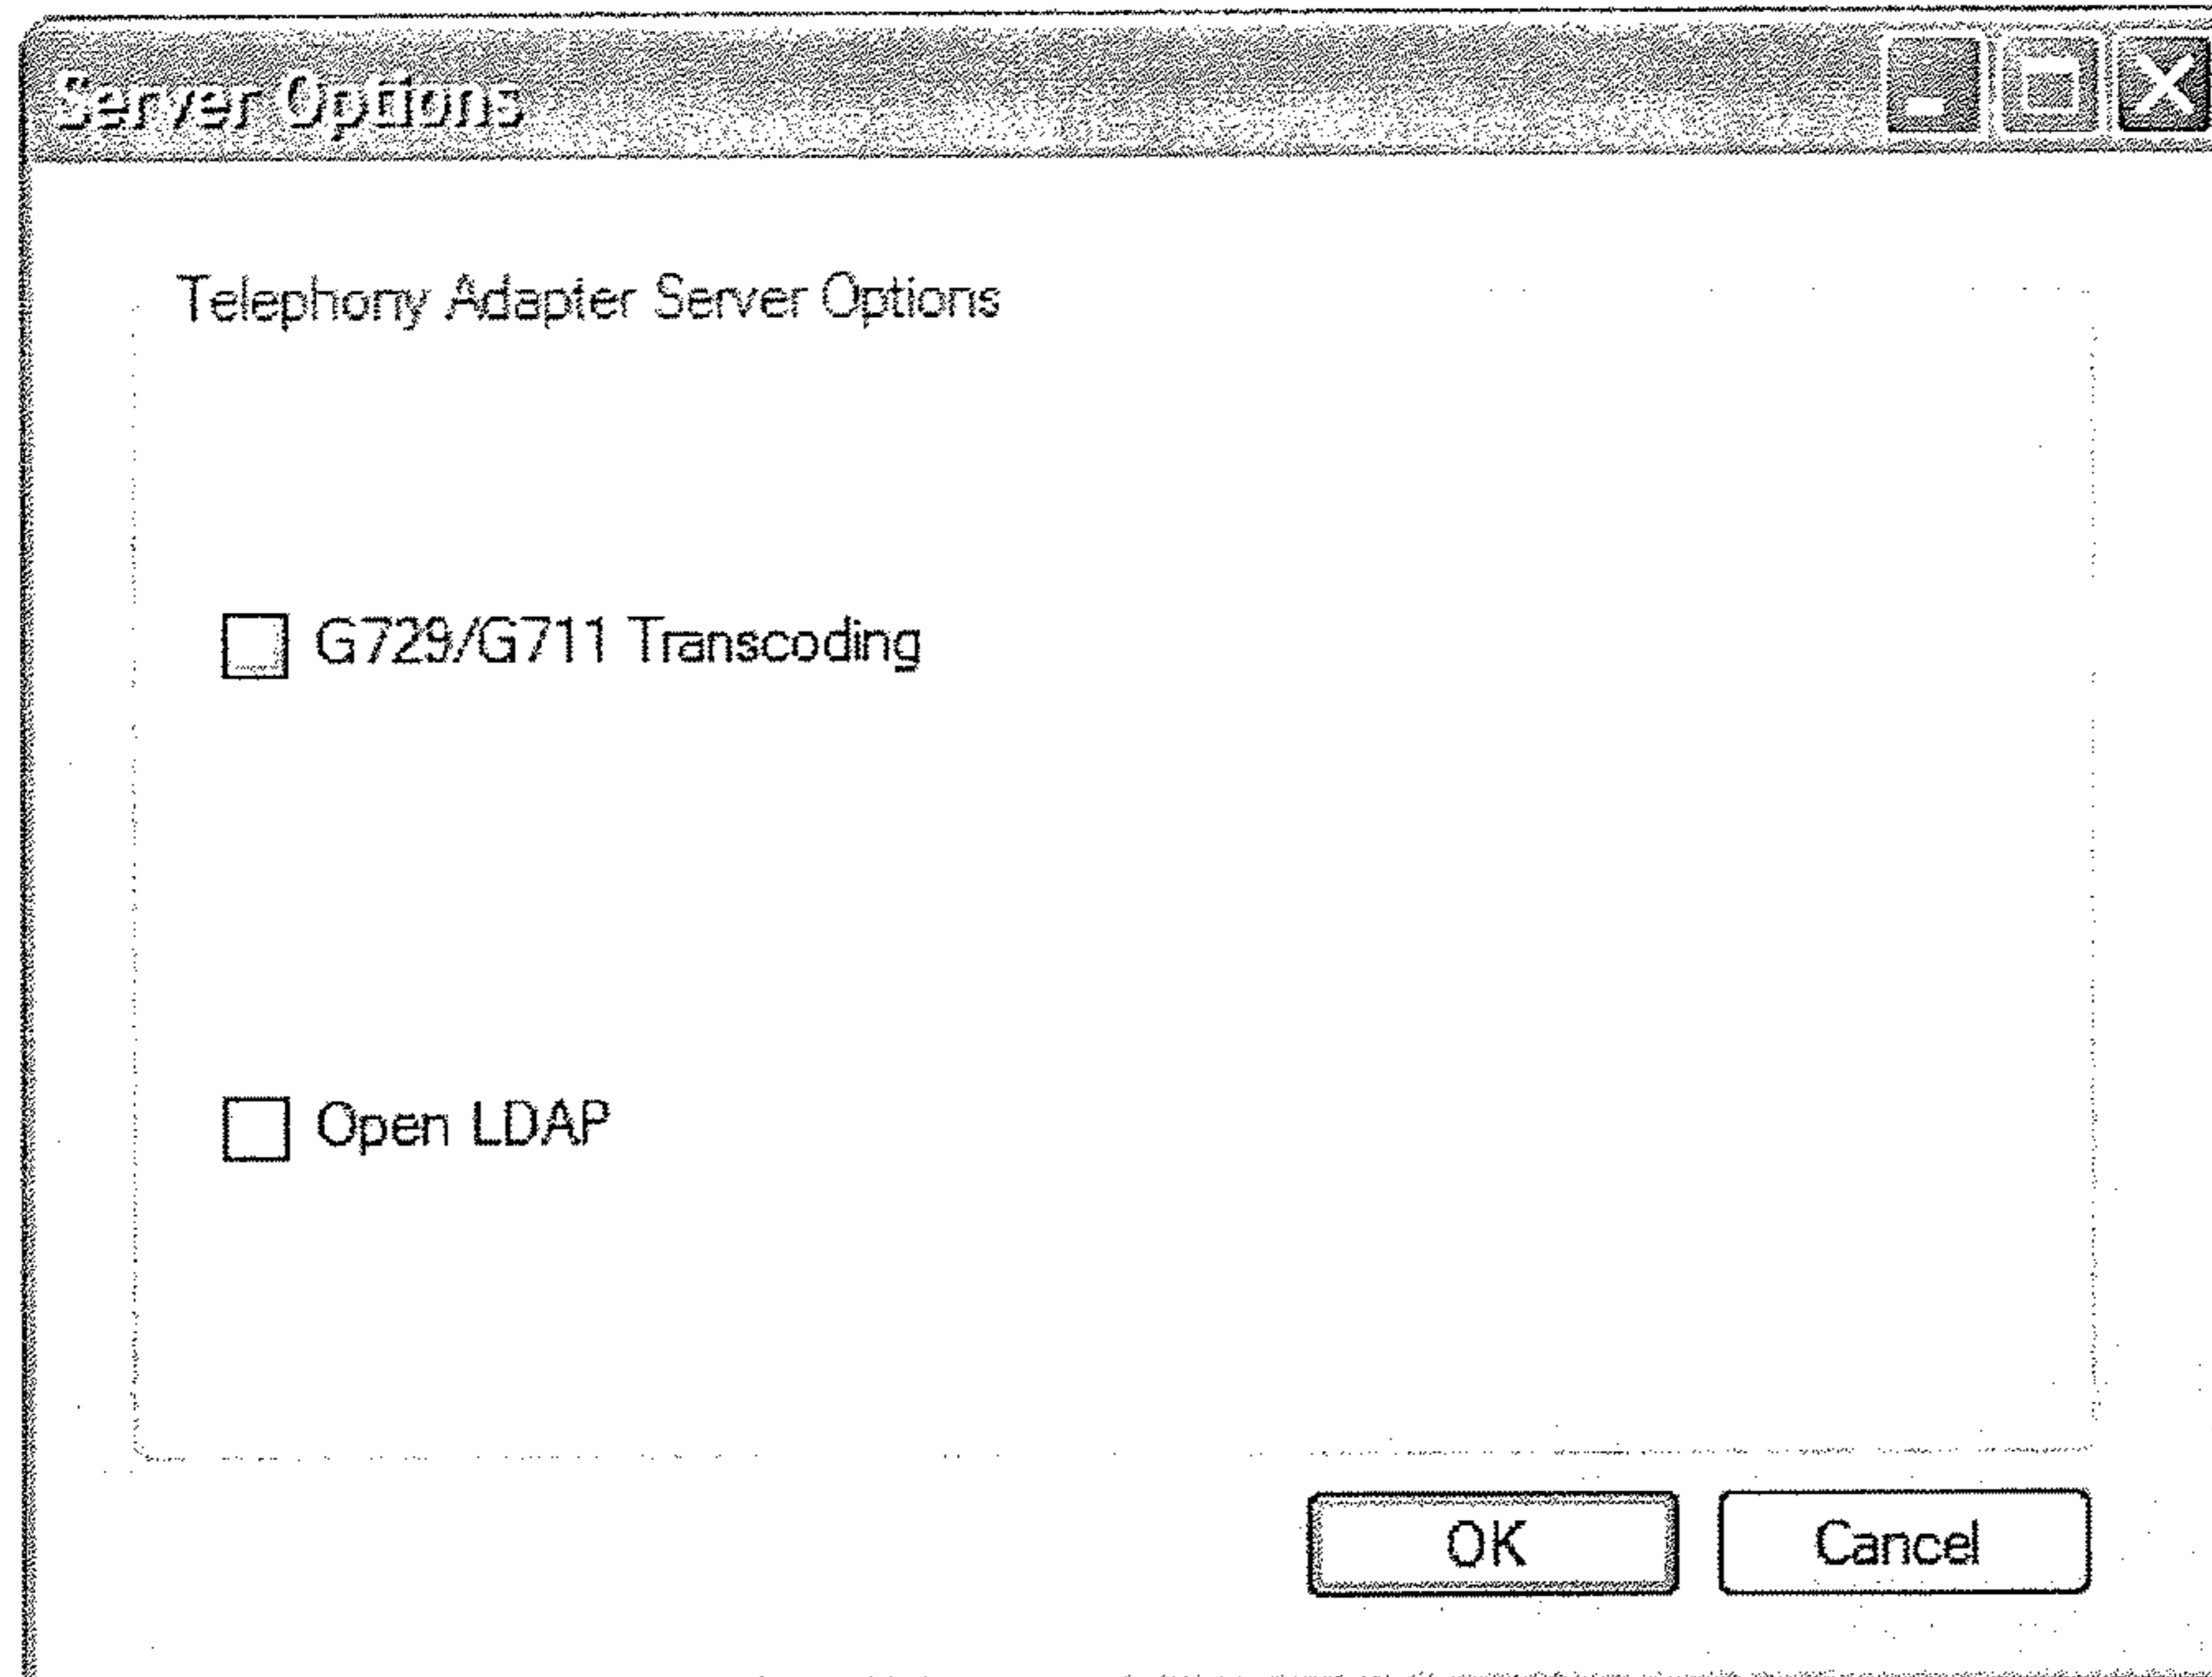 Server Options
Telephony Adapter Server Options
G729/G711 Transcoding
Open LDAP
OK Cancel